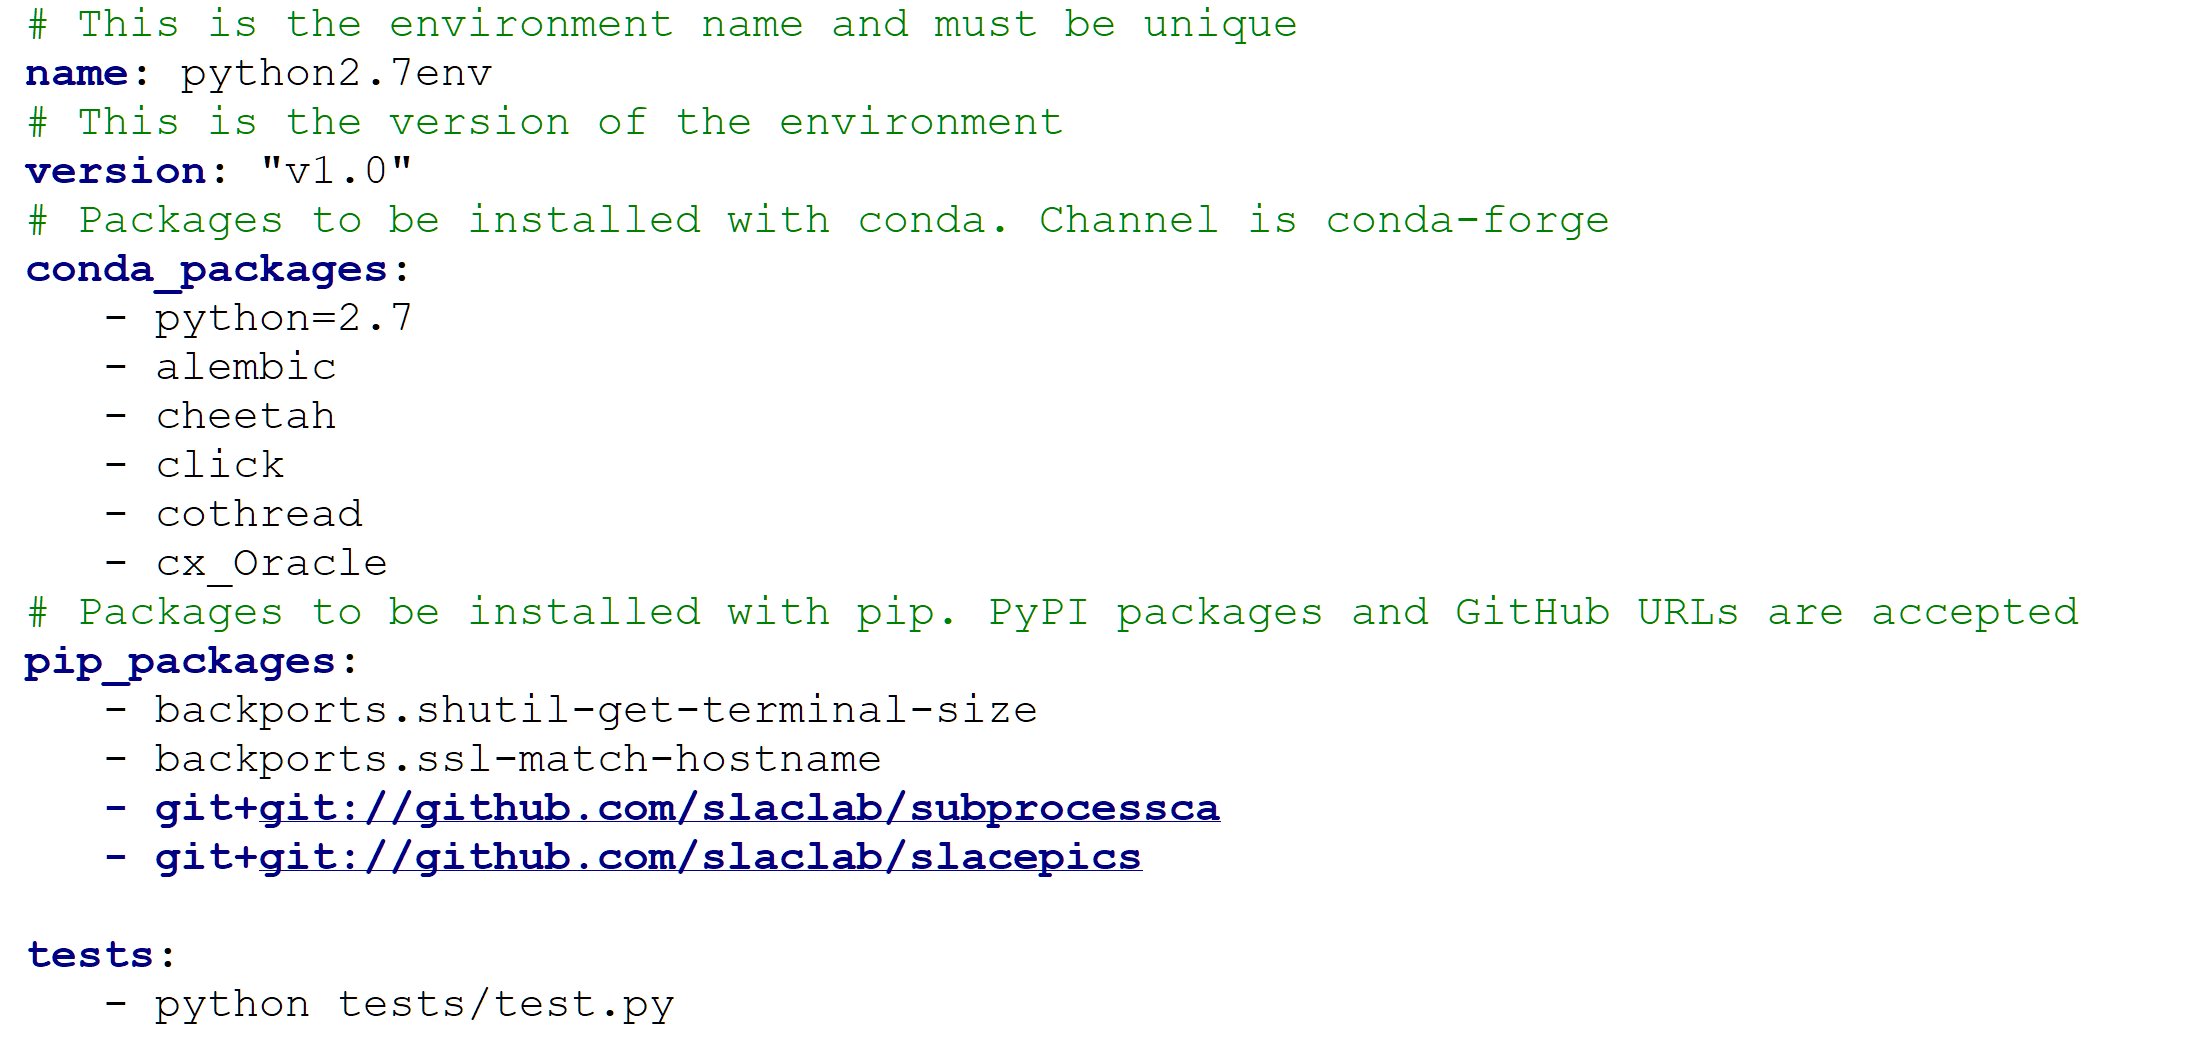 # This is the environment name and must be unique
name: python2.7env
# This is the version of the environment
version: "v1.0"
# Packages to be installed with conda. Channel is conda-forge
conda_packages:
   - python=2.7
   - alembic
   - cheetah
   - click
   - cothread
   - cx_Oracle
# Packages to be installed with pip. PyPI packages and GitHub URLs are accepted
pip_packages:
   - backports.shutil-get-terminal-size
   - backports.ssl-match-hostname
   - git+git://github.com/slaclab/subprocessca
   - git+git://github.com/slaclab/slacepics
tests:
   - python tests/test.py